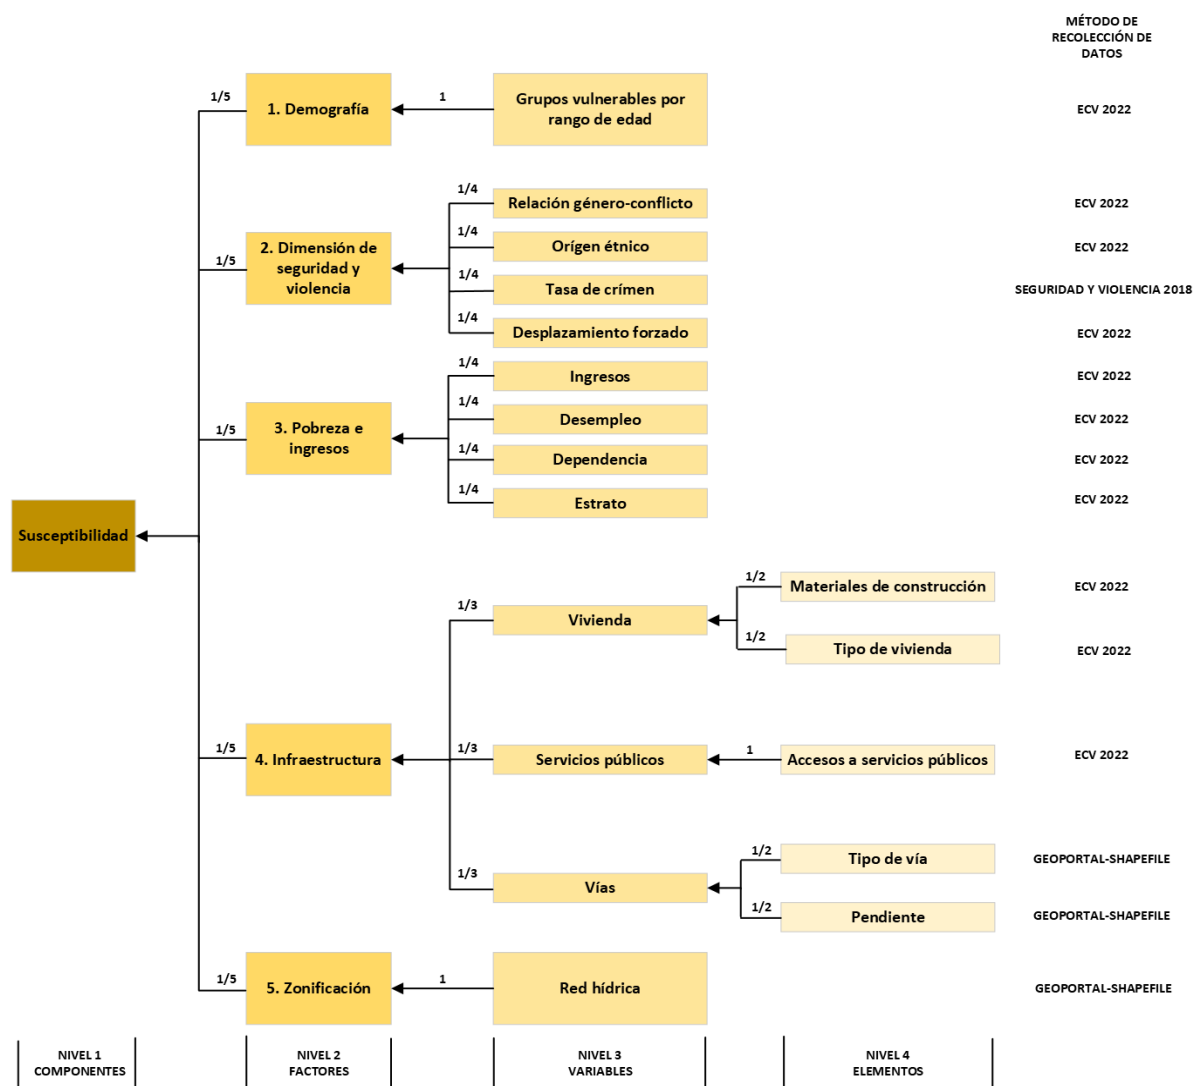 MÉTODO DE
RECOLECCIÓN DE
DATOS
1/5
1. Demografía
1
Grupos vulnerables por
rango de edad
ECV 2022
1/5
2. Dimensión de
seguridad y
violencia
1/4
Relación género-conflicto
ECV 2022
1/4
Orígen étnico
ECV 2022
1/4
Tasa de crímen
SEGURIDAD Y VIOLENCIA 2018
1/4
Desplazamiento forzado
ECV 2022
1/5
3. Pobreza e
ingresos
1/4
Ingresos
ECV 2022
1/4
Desempleo
ECV 2022
1/4
Dependencia
ECV 2022
1/4
Estrato
ECV 2022
Susceptibilidad
1/5
4. Infraestructura
1/3
Vivienda
1/2
Materiales de construcción
ECV 2022
1/2
Tipo de vivienda
ECV 2022
1/3
Servicios públicos
1
Accesos a servicios públicos
ECV 2022
1/3
Vías
1/2
Tipo de vía
GEOPORTAL-SHAPEFILE
1/2
Pendiente
GEOPORTAL-SHAPEFILE
1/5
5. Zonificación
1
Red hídrica
GEOPORTAL-SHAPEFILE
NIVEL 1
COMPONENTES
NIVEL 2
FACTORES
NIVEL 3
VARIABLES
NIVEL 4
ELEMENTOS